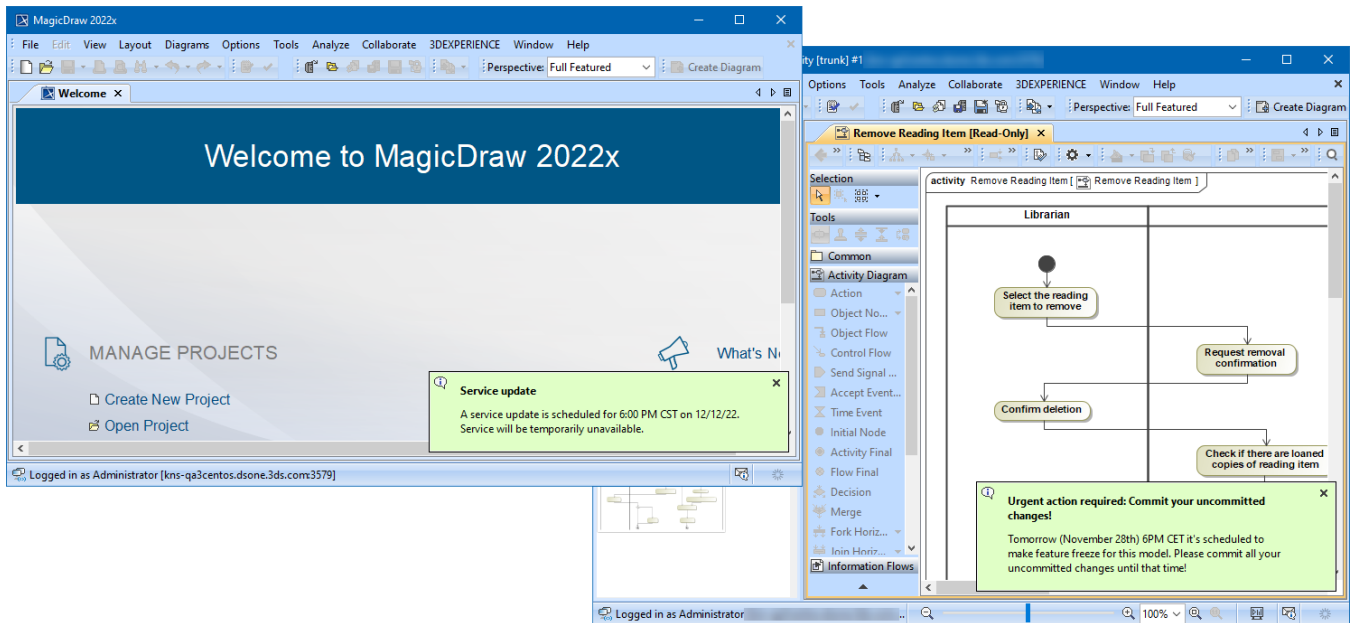 MagicDraw 2022x
File Edit View Layout Diagrams Options Tools Analyze Collaborate 3DEXPERIENCE Window Help
Perspective: Full Featured Create Diagram
Welcome
Welcome to MagicDraw 2022x
MANAGE PROJECTS
What's
Create New Project
Open Project
Service update
A service update is scheduled for 6:00 PM CST on 12/12/22.
Service will be temporarily unavailable.
Logged in as Administrator [kns-qa3centos.dsone.3ds.com:3579]
ity [trunk] #1
Options Tools Analyze Collaborate 3DEXPERIENCE Window Help
Perspective: Full Featured Create Diagram
Remove Reading Item [Read-Only]
Selection
Tools
Common
Activity Diagram
Action
Object No...
Object Flow
Control Flow
Send Signal ...
Accept Event...
Time Event
Initial Node
Activity Final
Flow Final
Decision
Merge
Fork Horiz...
Join Horiz...
Information Flows
activity Remove Reading Item [ Remove Reading Item ]
Librarian
Select the reading
item to remove
Request removal
confirmation
Confirm deletion
Check if there are loaned
copies of reading item
Urgent action required: Commit your uncommitted
changes!
Tomorrow (November 28th) 6PM CET it's scheduled to
make feature freeze for this model. Please commit all your
uncommitted changes until that time!
Logged in as Administrator ..
100%